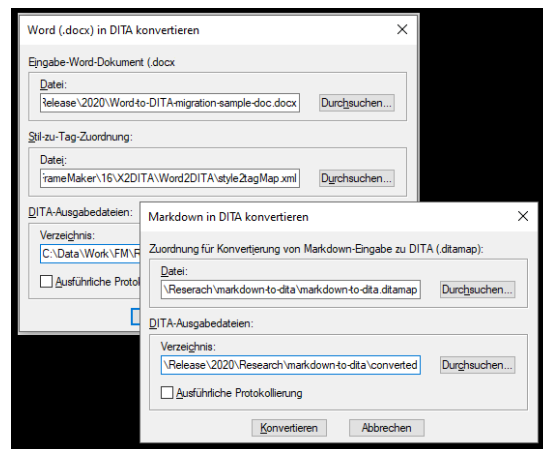 Word (.docx) in DITA konvertieren
Eingabe-Word-Dokument (.docx
Datei:
Release\2020\Word-to-DITA-migration-sample-doc.docx Durchsuchen...
Stil-zu-Tag-Zuordnung:
Datei:
FrameMaker\16\X2DITA\Word2DITA\style2tagMap.xml Durchsuchen...
DITA-Ausgabedateien:
Verzeichnis:
C:\Data\Work\FM\R
Ausführliche Protol
Markdown in DITA konvertieren
Zuordnung für Konvertierung von Markdown-Eingabe zu DITA (.ditamap):
Datei:
\Reserach\markdown-to-dita\markdown-to-dita.ditamap Durchsuchen...
DITA-Ausgabedateien:
Verzeichnis:
\Release\2020\Research\markdown-to-dita\converted Durchsuchen...
Ausführliche Protokollierung
Konvertieren Abbrechen